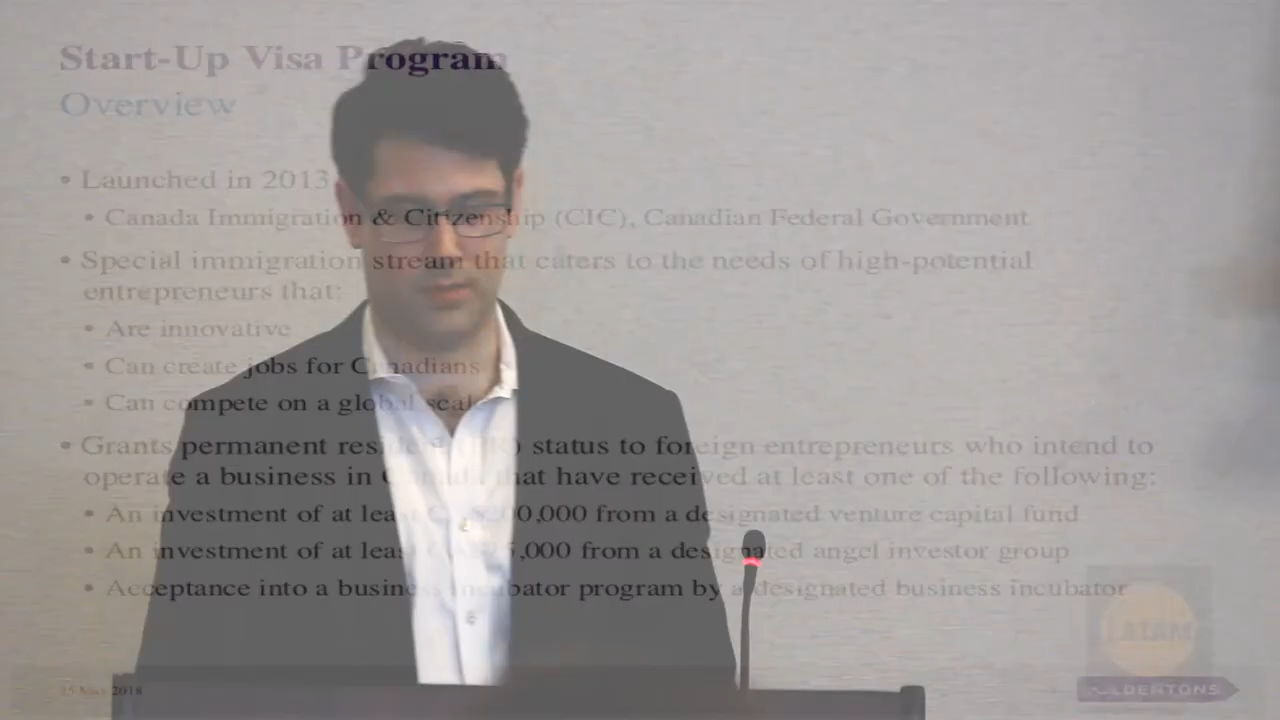 Start-Up Visa Program
Overview
• Launched in 2013
• Canada Immigration & Citizenship (CIC), Canadian Federal Government
• Special immigration stream that caters to the needs of high-potential
entrepreneurs that:
• Are innovative
• Can create jobs for Canadians
• Can compete on a global scale
• Grants permanent status to foreign entrepreneurs who intend to
operate a business in Canada that have received at least one of the following:
• An investment of at least from a designated venture capital fund
• An investment of at least from a designated angel investor group
• Acceptance into a business incubator program by a designated business incubator
2018
LATAM